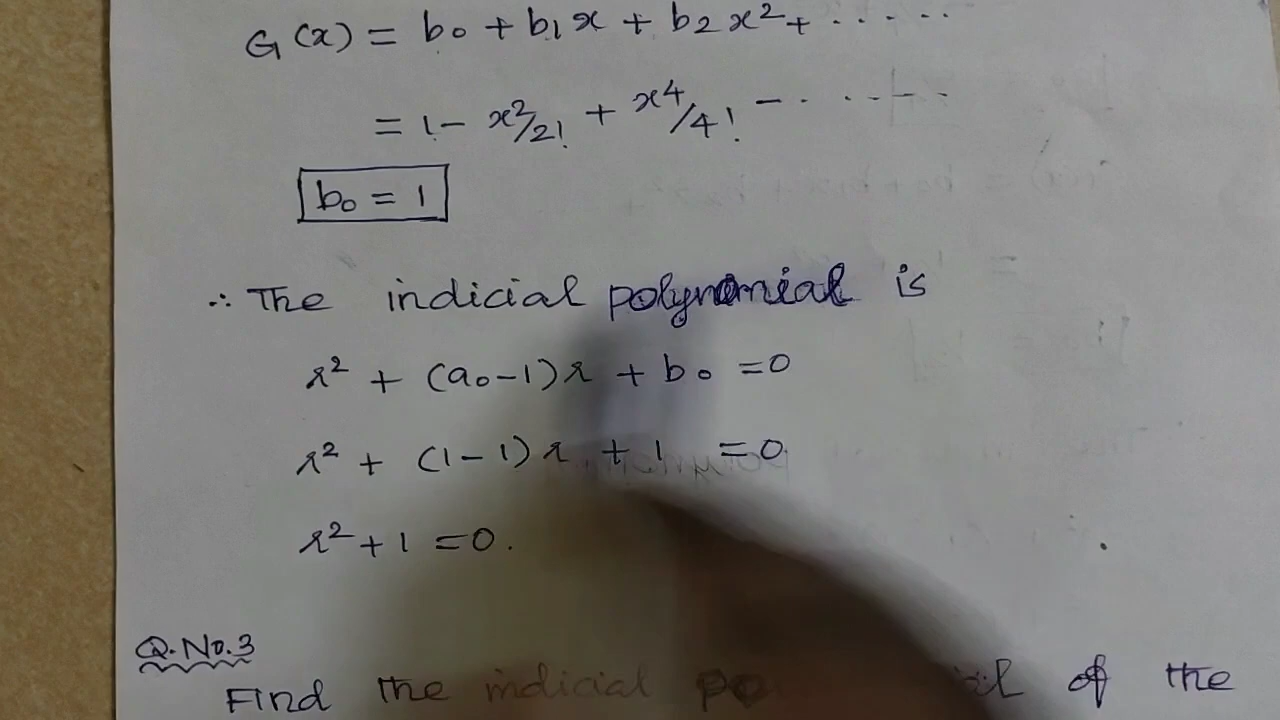 G(x) = b0 + b1x + b2x² + ......
= 1 - x²/2! + x⁴/4! - ......
b0 = 1
∴ The indicial polynomial is
r² + (a0-1)r + b0 = 0
r² + (1-1)r + 1 = 0
r² + 1 = 0.
Q.No.3
Find the indicial of the